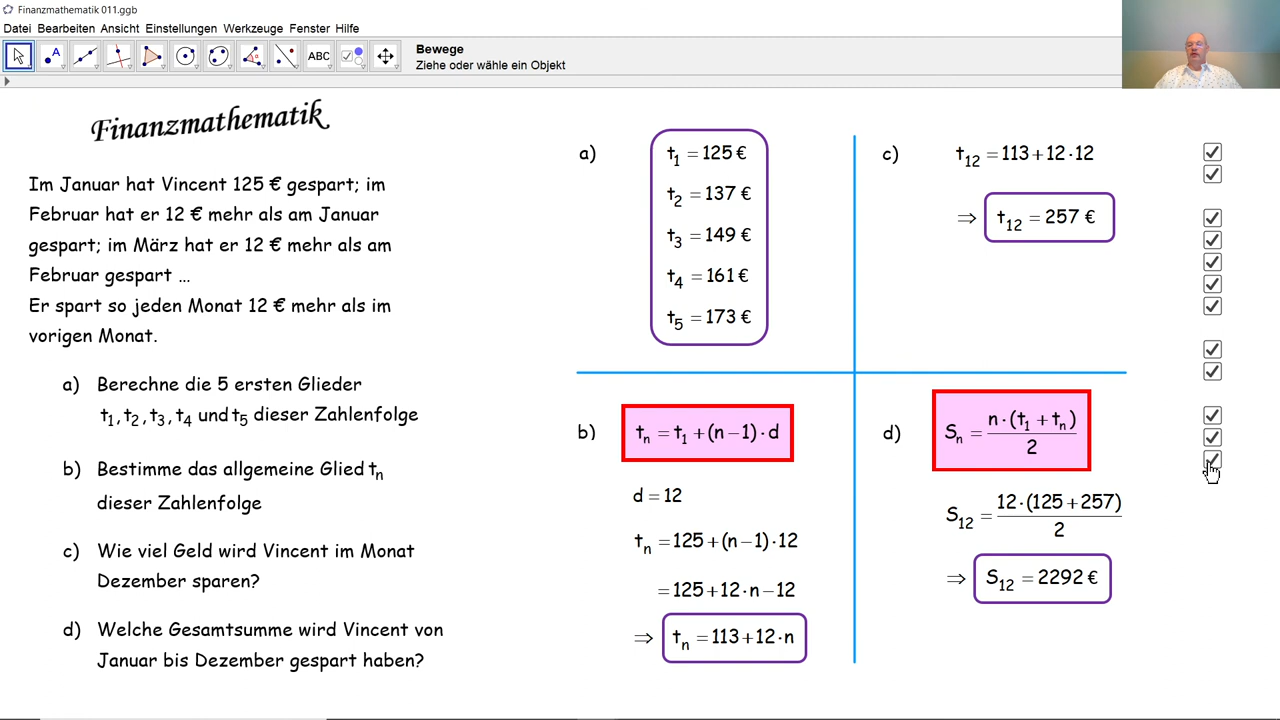 Finanzmathematik 011.ggb
Datei Bearbeiten Ansicht Einstellungen Werkzeuge Fenster Hilfe
A
ABC
Bewege
Ziehe oder wähle ein Objekt
Finanzmathematik
Im Januar hat Vincent 125 € gespart; im
Februar hat er 12 € mehr als am Januar
gespart; im März hat er 12 € mehr als am
Februar gespart ...
Er spart so jeden Monat 12 € mehr als im
vorigen Monat.
a) Berechne die 5 ersten Glieder
t₁, t₂, t₃, t₄ und t₅ dieser Zahlenfolge
b) Bestimme das allgemeine Glied tₙ
dieser Zahlenfolge
c) Wie viel Geld wird Vincent im Monat
Dezember sparen?
d) Welche Gesamtsumme wird Vincent von
Januar bis Dezember gespart haben?
a) t₁ = 125 €
t₂ = 137 €
t₃ = 149 €
t₄ = 161 €
t₅ = 173 €
b) tₙ = t₁ + (n − 1) · d
d = 12
tₙ = 125 + (n − 1) · 12
= 125 + 12 · n − 12
⇒ tₙ = 113 + 12 · n
c) t₁₂ = 113 + 12 · 12
⇒ t₁₂ = 257 €
d) Sₙ = n · (t₁ + tₙ) / 2
S₁₂ = 12 · (125 + 257) / 2
⇒ S₁₂ = 2292 €